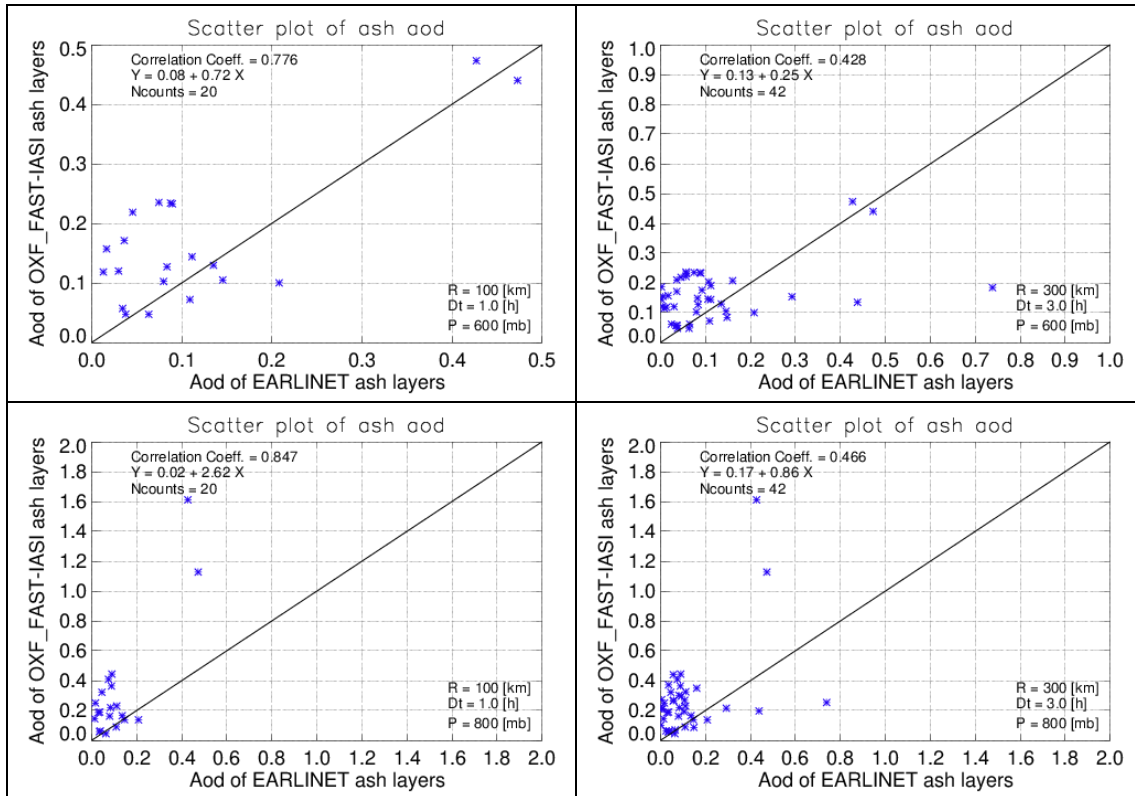 Scatter plot of ash aod
Correlation Coeff. = 0.776
Y = 0.08 + 0.72 X
Ncounts = 20
0.5
0.4
0.3
0.2
0.1
0.0
Aod of OXF_FAST-IASI ash layers
R = 100 [km]
Dt = 1.0 [h]
P = 600 [mb]
0.0 0.1 0.2 0.3 0.4 0.5
Aod of EARLINET ash layers
Scatter plot of ash aod
Correlation Coeff. = 0.428
Y = 0.13 + 0.25 X
Ncounts = 42
1.0
0.9
0.8
0.7
0.6
0.5
0.4
0.3
0.2
0.1
0.0
Aod of OXF_FAST-IASI ash layers
R = 300 [km]
Dt = 3.0 [h]
P = 600 [mb]
0.0 0.1 0.2 0.3 0.4 0.5 0.6 0.7 0.8 0.9 1.0
Aod of EARLINET ash layers
Scatter plot of ash aod
Correlation Coeff. = 0.847
Y = 0.02 + 2.62 X
Ncounts = 20
2.0
1.8
1.6
1.4
1.2
1.0
0.8
0.6
0.4
0.2
0.0
Aod of OXF_FAST-IASI ash layers
R = 100 [km]
Dt = 1.0 [h]
P = 800 [mb]
0.0 0.2 0.4 0.6 0.8 1.0 1.2 1.4 1.6 1.8 2.0
Aod of EARLINET ash layers
Scatter plot of ash aod
Correlation Coeff. = 0.466
Y = 0.17 + 0.86 X
Ncounts = 42
2.0
1.8
1.6
1.4
1.2
1.0
0.8
0.6
0.4
0.2
0.0
Aod of OXF_FAST-IASI ash layers
R = 300 [km]
Dt = 3.0 [h]
P = 800 [mb]
0.0 0.2 0.4 0.6 0.8 1.0 1.2 1.4 1.6 1.8 2.0
Aod of EARLINET ash layers